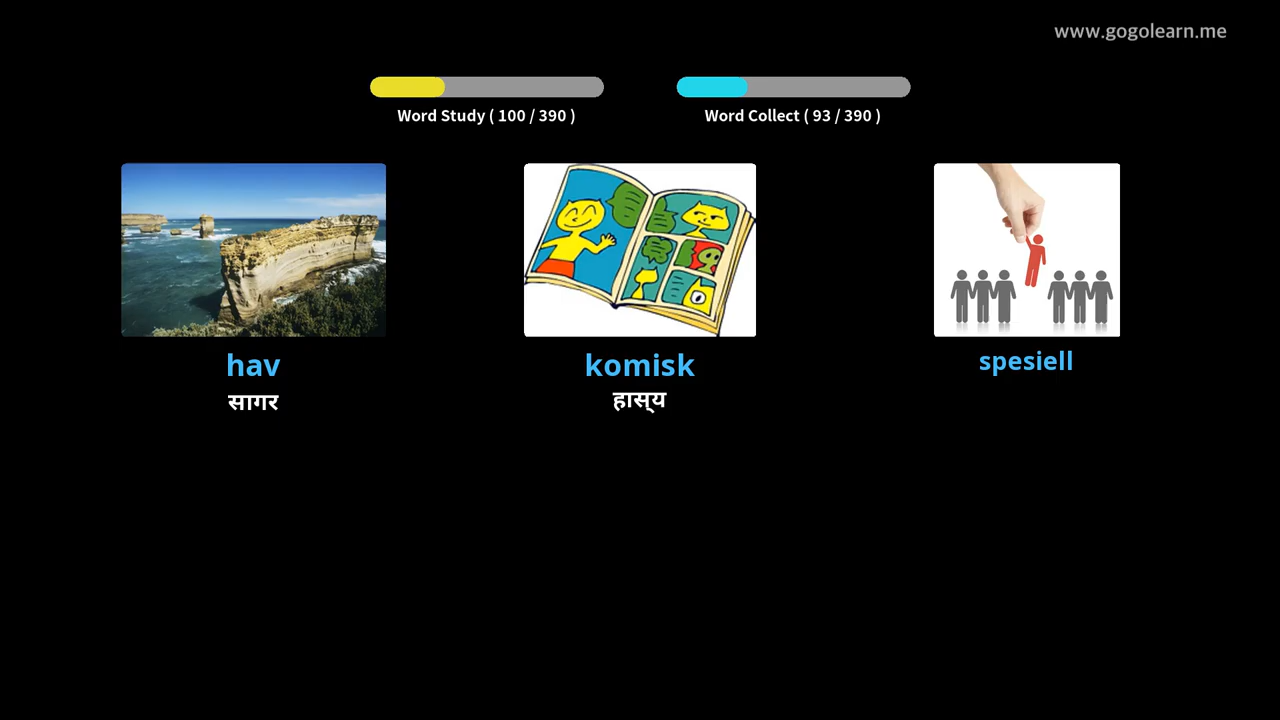 www.gogolearn.me
Word Study ( 100 / 390 )
Word Collect ( 93 / 390 )
hav
सागर
komisk
हास्य
spesiell